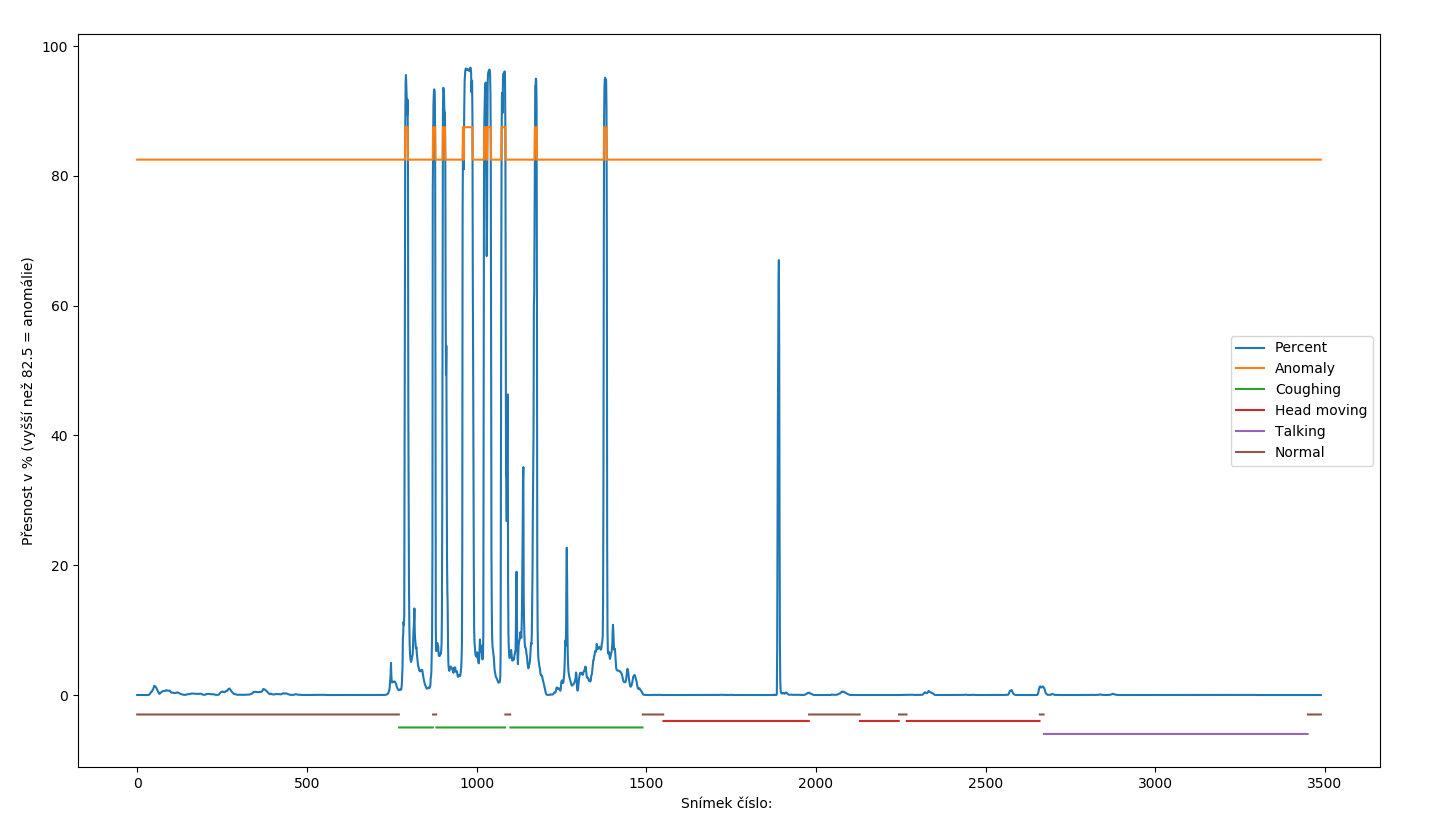 100
80
60
40
20
0
Přesnost v % (vyšší než 82.5 = anomálie)
Percent
Anomaly
Coughing
Head moving
Talking
Normal
0 500 1000 1500 2000 2500 3000 3500
Snímek číslo: